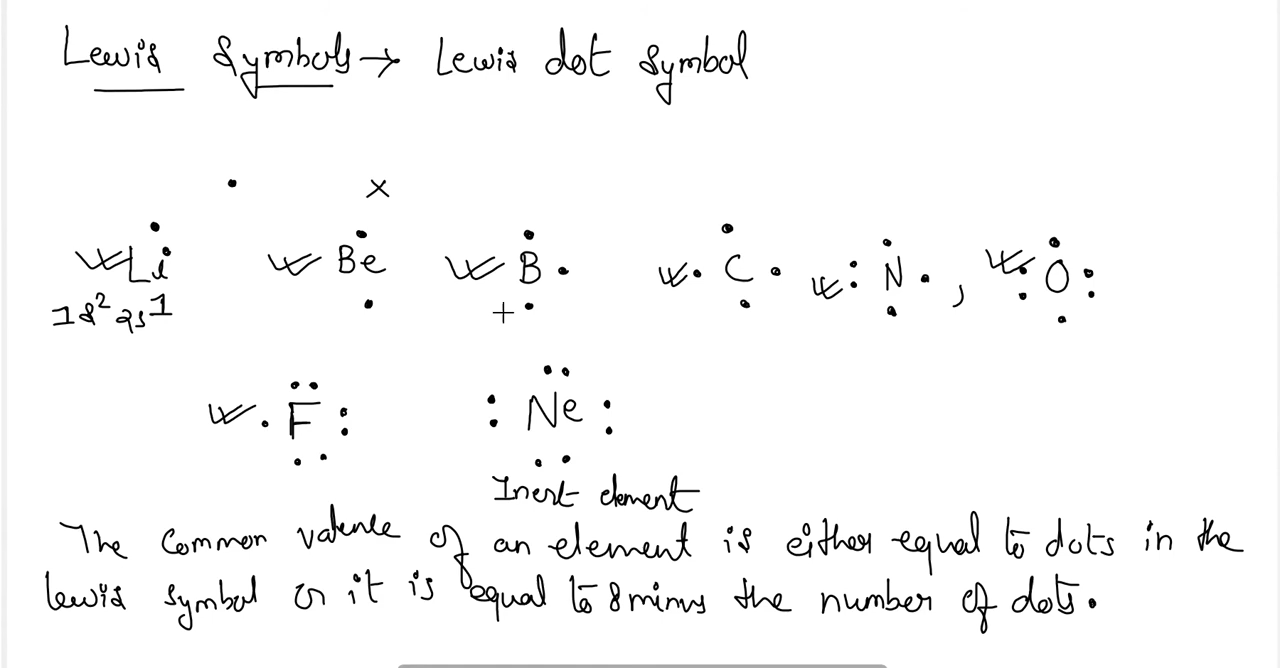 Lewis Symbols → Lewis dot symbol
Li Be B C N , O
1s² 2s1
F Ne
Inert element
The common valence of an element is either equal to dots in the
lewis symbol or it is equal to 8 minus the number of dots.